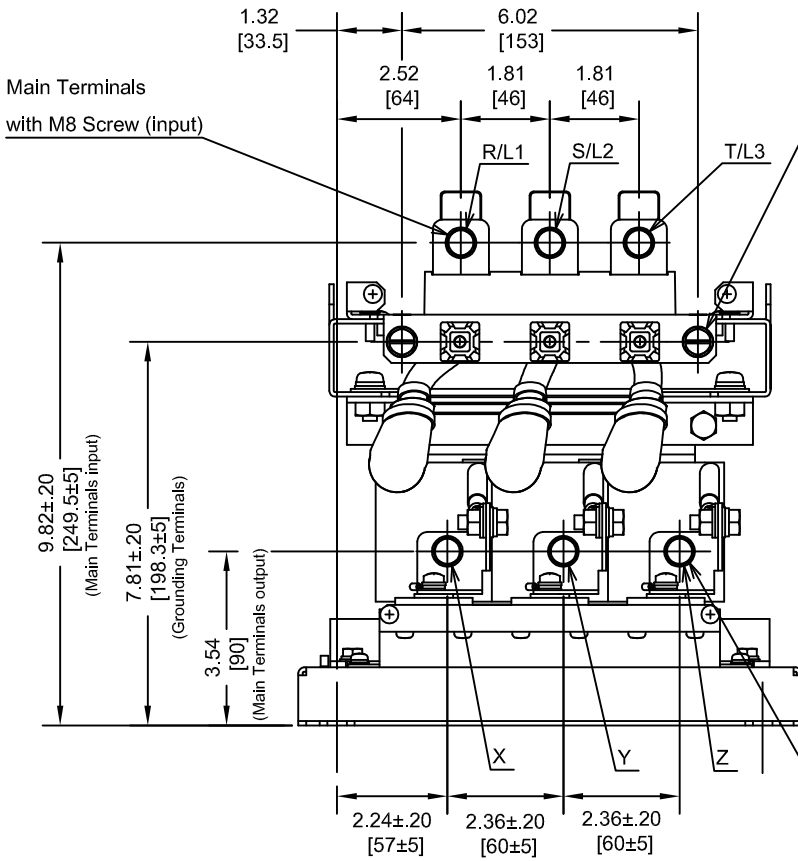 1.32
[33.5]
6.02
[153]
2.52
[64]
1.81
[46]
1.81
[46]
Main Terminals
with M8 Screw (input)
R/L1
S/L2
T/L3
9.82±.20
[249.5±5]
(Main Terminals input)
7.81±.20
[198.3±5]
(Grounding Terminals)
3.54
[90]
(Main Terminals output)
X
Y
Z
2.24±.20
[57±5]
2.36±.20
[60±5]
2.36±.20
[60±5]